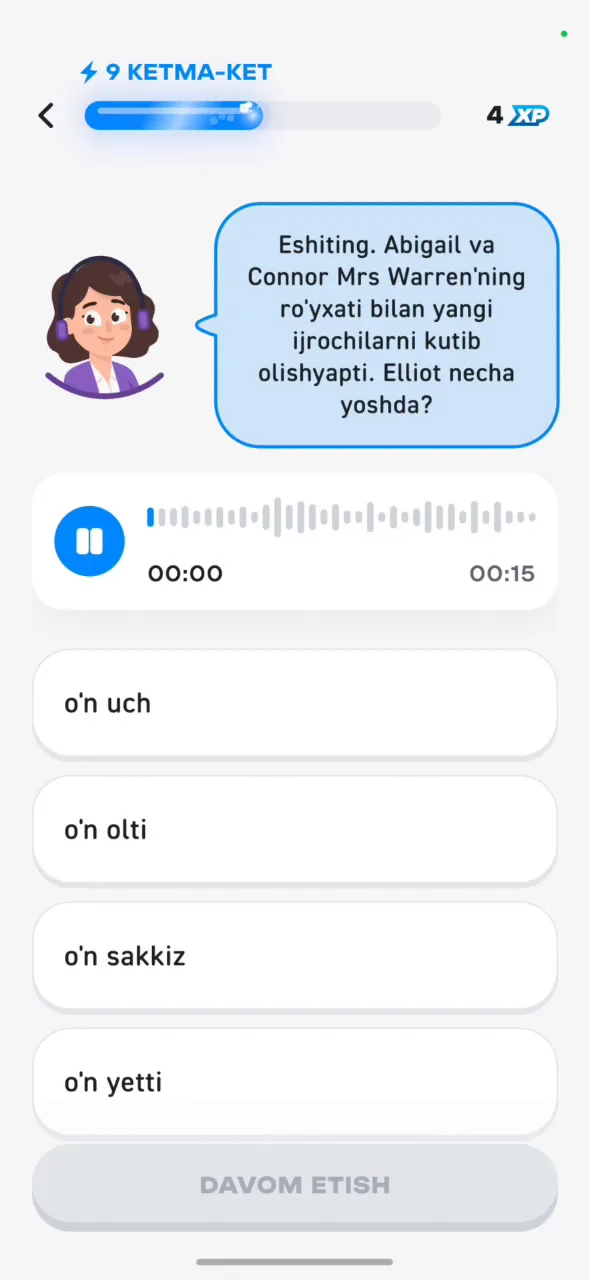 9 KETMA-KET
4 XP
Eshiting. Abigail va
Connor Mrs Warren'ning
ro'yxati bilan yangi
ijrochilarni kutib
olishyapti. Elliot necha
yoshda?
00:00
00:15
o'n uch
o'n olti
o'n sakkiz
o'n yetti
DAVOM ETISH